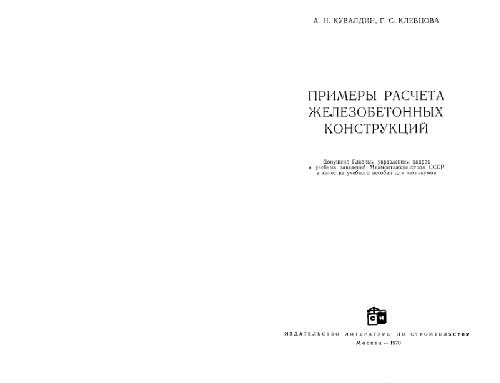 А. Н. КУВАЛДИН, Г. С. КЛЕВЦОВА
ПРИМЕРЫ РАСЧЕТА
ЖЕЛЕЗОБЕТОННЫХ
КОНСТРУКЦИЙ
Допущено Главным управлением кадров
и учебных заведений Минмонтажспецстроя СССР
в качестве учебного пособия для техникумов
С И
ИЗДАТЕЛЬСТВО ЛИТЕРАТУРЫ ПО СТРОИТЕЛЬСТВУ
Москва — 1970